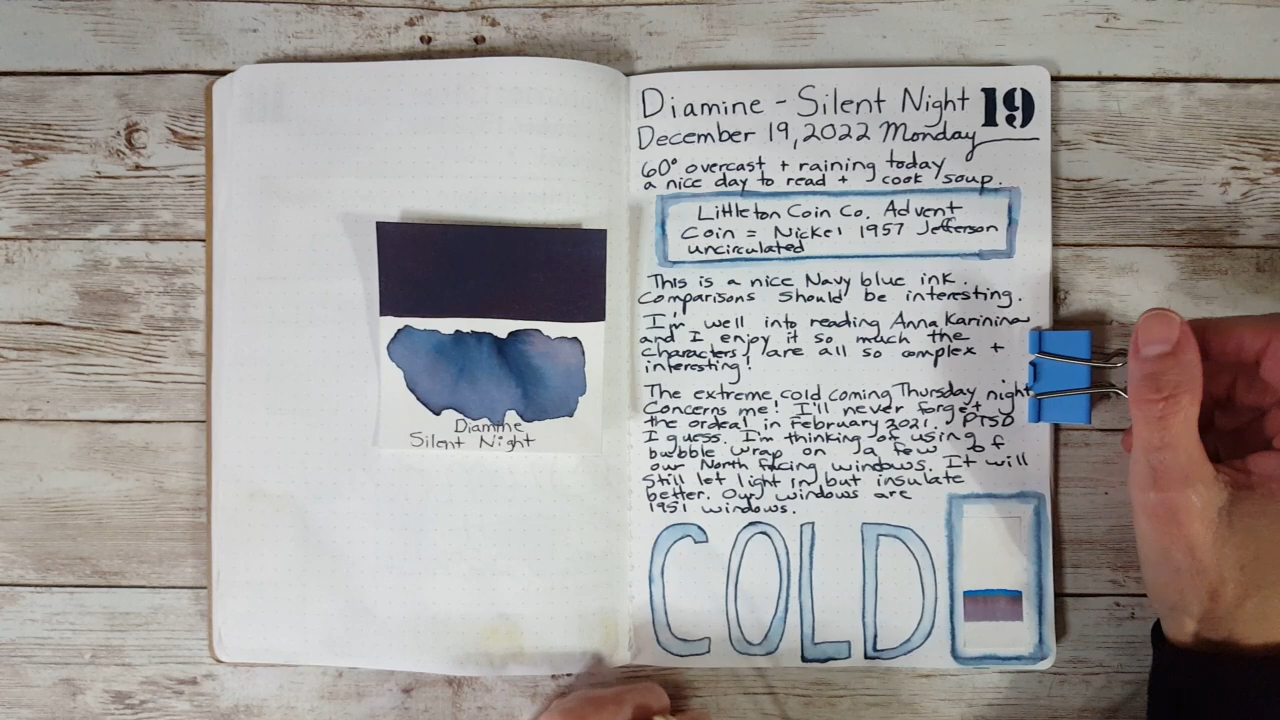 Diamine
Silent Night
Diamine - Silent Night 19
December 19, 2022 Monday
60° overcast + raining today
a nice day to read + cook soup.
Littleton Coin Co. Advent
Coin = Nickel 1957 Jefferson
uncirculated
This is a nice Navy blue ink.
Comparisons should be interesting.
I'm well into reading Anna Karinina
and I enjoy it so much the
characters are all so complex +
interesting!
The extreme cold coming Thursday night
concerns me! I'll never forget
the ordeal in February 2021. PTSD
I guess. I'm thinking of using
bubble wrap on a few of
our North facing windows. It will
still let light in but insulate
better. Our windows are
1951 windows.
COLD